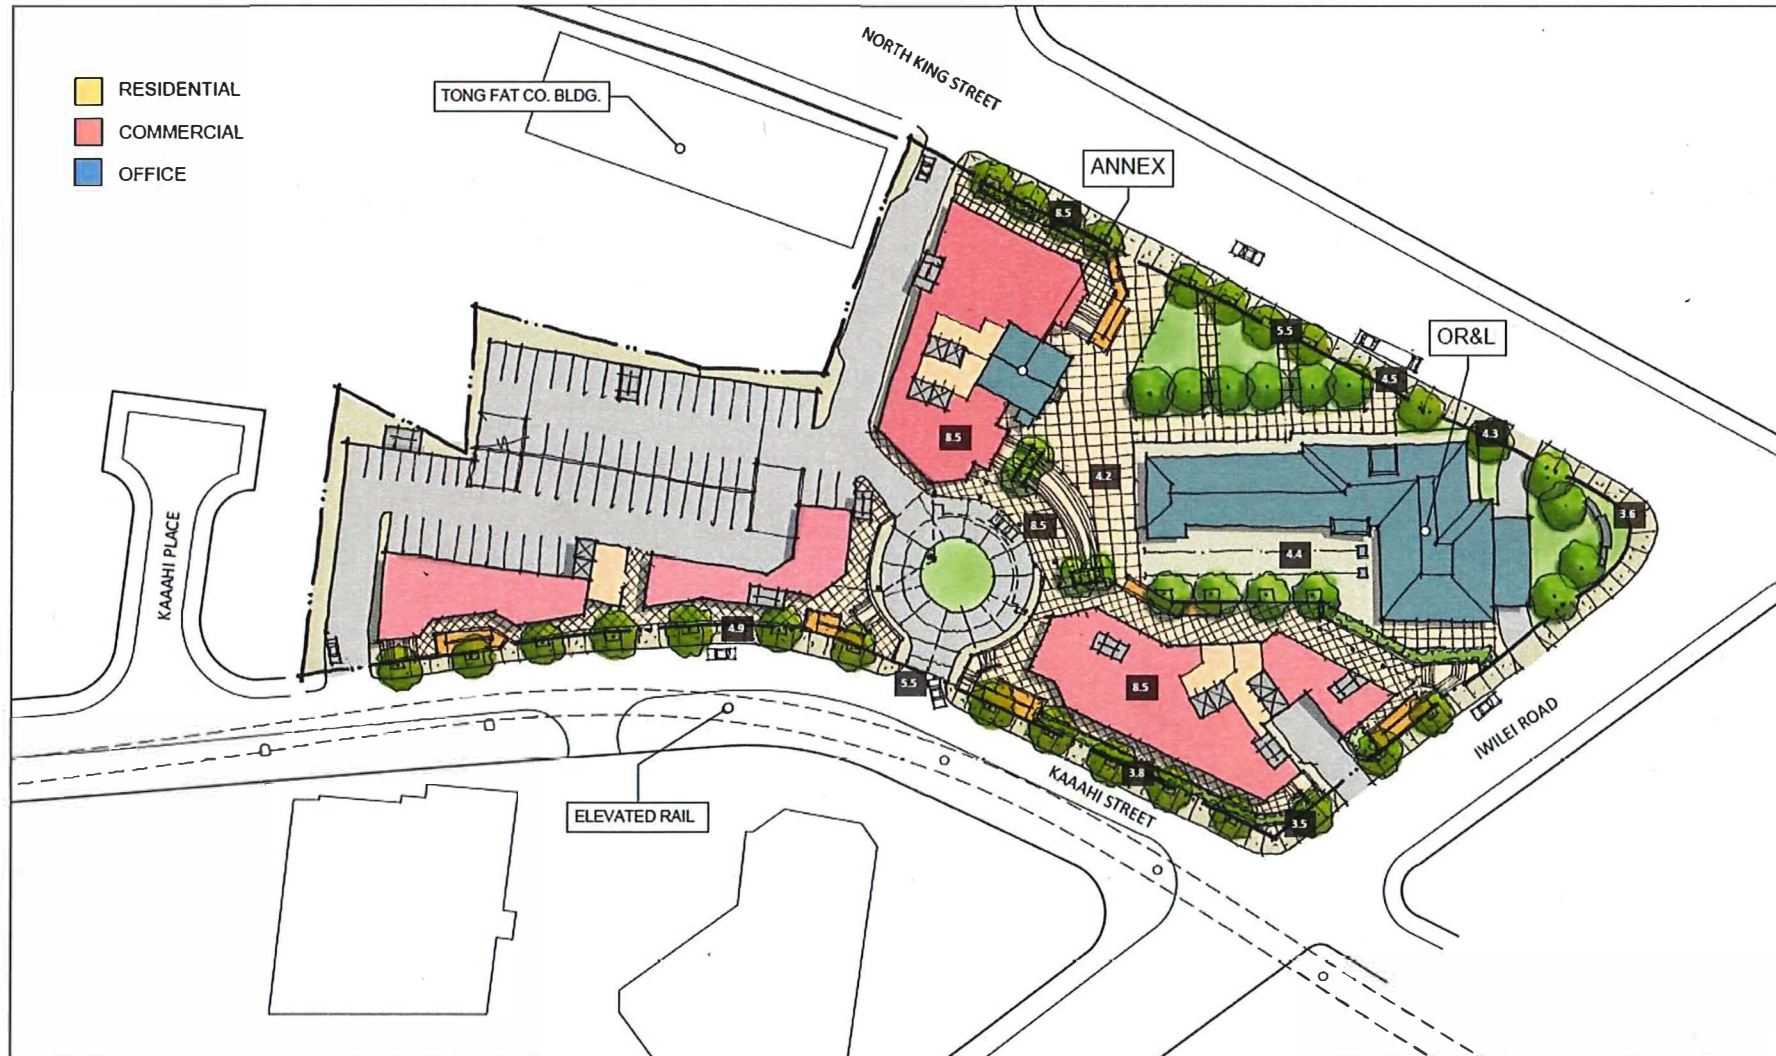 NORTH KING STREET
RESIDENTIAL
TONG FAT CO. BLDG.
COMMERCIAL
OFFICE
ANNEX
8.5
5.5
OR&L
4.5
8.5
4.3
4.2
8.5
3.6
4.4
KAAAHI PLACE
4.9
5.5
8.5
IWILEI ROAD
ELEVATED RAIL
3.8
KAAAHI STREET
3.5